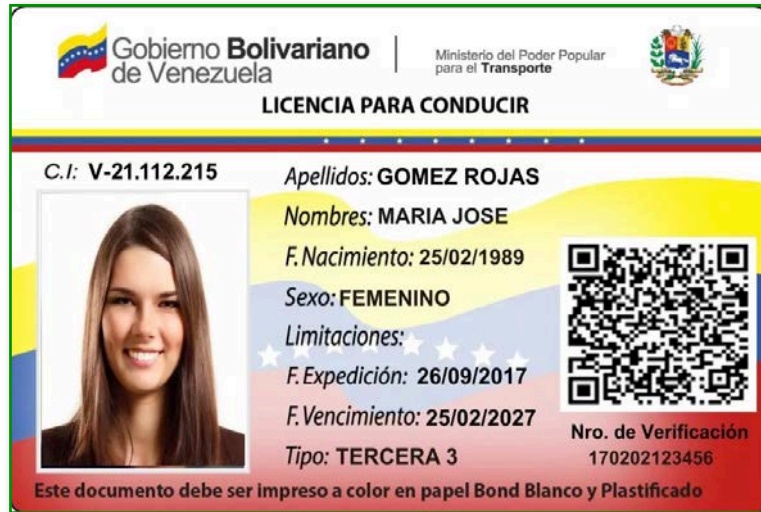 Gobierno Bolivariano
de Venezuela
Ministerio del Poder Popular
para el Transporte
LICENCIA PARA CONDUCIR
C.I: V-21.112.215
Apellidos: GOMEZ ROJAS
Nombres: MARIA JOSE
F. Nacimiento: 25/02/1989
Sexo: FEMENINO
Limitaciones:
F. Expedición: 26/09/2017
F. Vencimiento: 25/02/2027
Tipo: TERCERA 3
Nro. de Verificación
170202123456
Este documento debe ser impreso a color en papel Bond Blanco y Plastificado